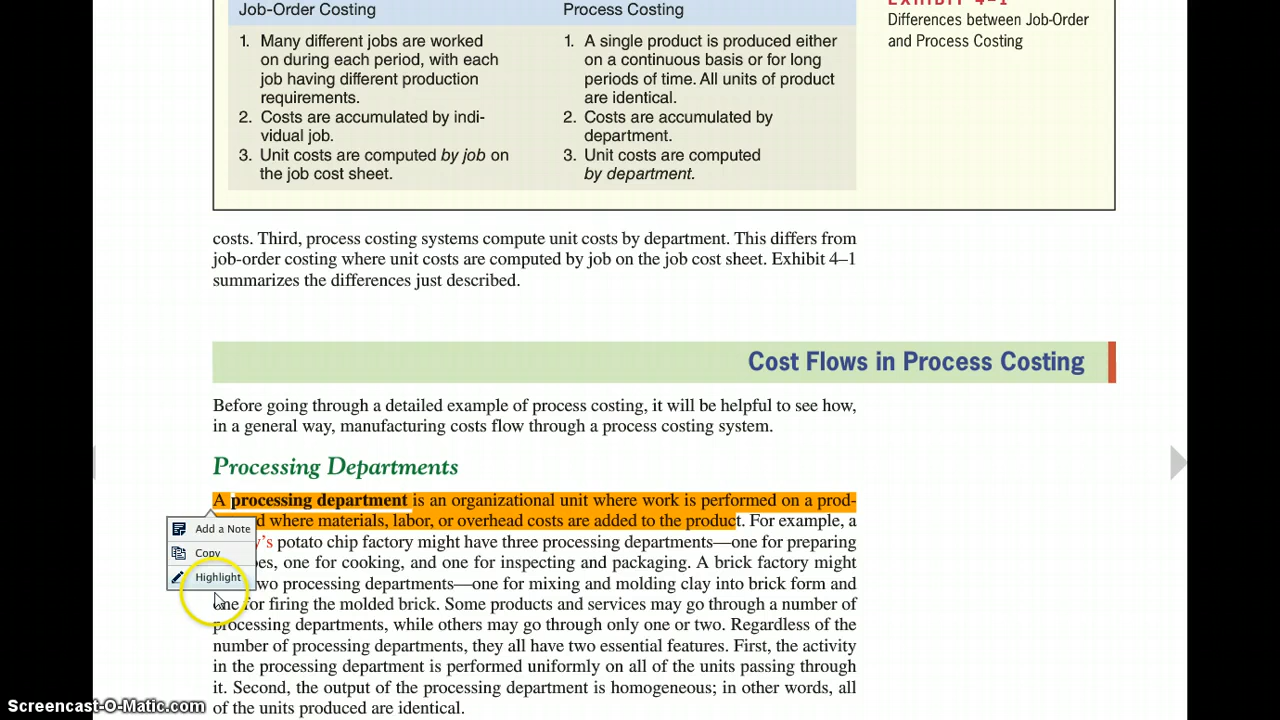 Job-Order Costing
Process Costing
EXHIBIT 4–1
Differences between Job-Order
and Process Costing
1. Many different jobs are worked
on during each period, with each
job having different production
requirements.
2. Costs are accumulated by indi-
vidual job.
3. Unit costs are computed by job on
the job cost sheet.
1. A single product is produced either
on a continuous basis or for long
periods of time. All units of product
are identical.
2. Costs are accumulated by
department.
3. Unit costs are computed
by department.
costs. Third, process costing systems compute unit costs by department. This differs from
job-order costing where unit costs are computed by job on the job cost sheet. Exhibit 4–1
summarizes the differences just described.
Cost Flows in Process Costing
Before going through a detailed example of process costing, it will be helpful to see how,
in a general way, manufacturing costs flow through a process costing system.
Processing Departments
A processing department is an organizational unit where work is performed on a prod-
where materials, labor, or overhead costs are added to the product. For example, a
potato chip factory might have three processing departments—one for preparing
one for cooking, and one for inspecting and packaging. A brick factory might
two processing departments—one for mixing and molding clay into brick form and
one for firing the molded brick. Some products and services may go through a number of
processing departments, while others may go through only one or two. Regardless of the
number of processing departments, they all have two essential features. First, the activity
in the processing department is performed uniformly on all of the units passing through
it. Second, the output of the processing department is homogeneous; in other words, all
of the units produced are identical.
Add a Note
Copy
Highlight
Screencast-O-Matic.com